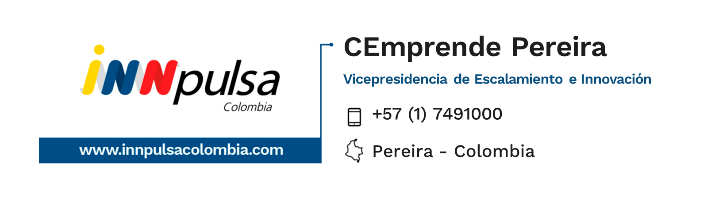 iNNpulsa
Colombia
www.innpulsacolombia.com
CEmprende Pereira
Vicepresidencia de Escalamiento e Innovación
+57 (1) 7491000
Pereira - Colombia